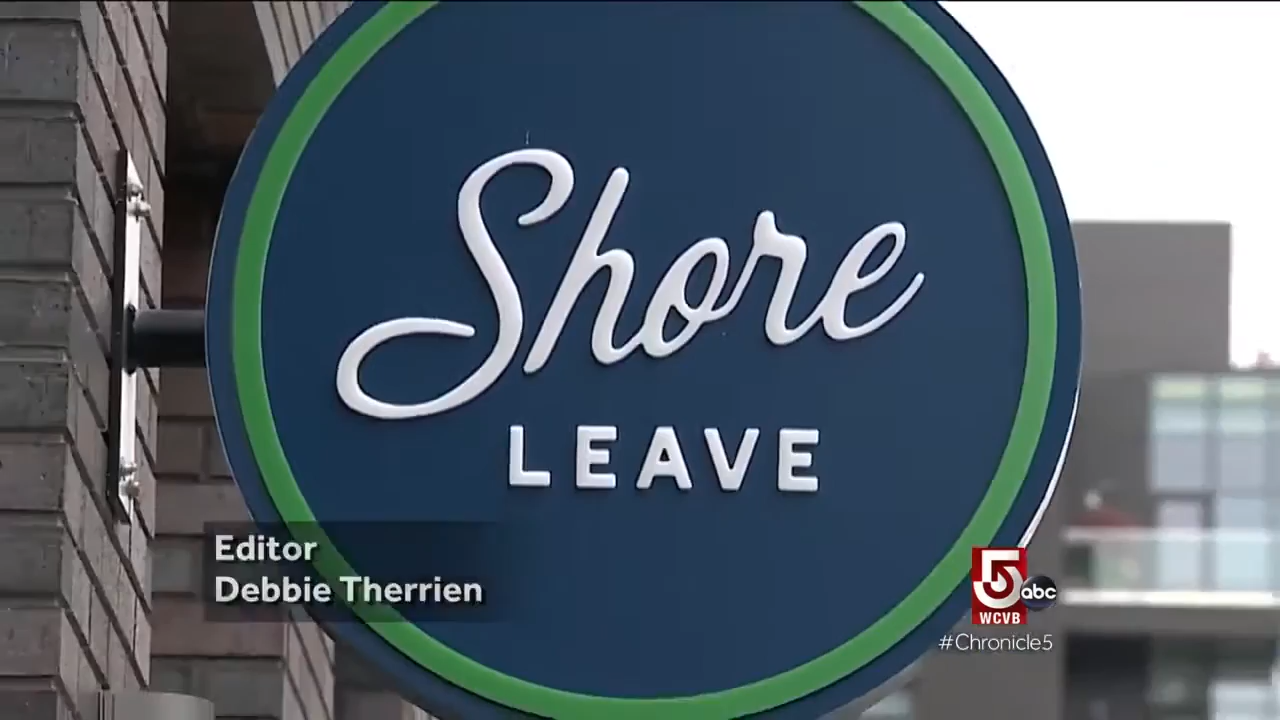 Shore
LEAVE
Editor
Debbie Therrien
5
abc
WCVB
#Chronicle5